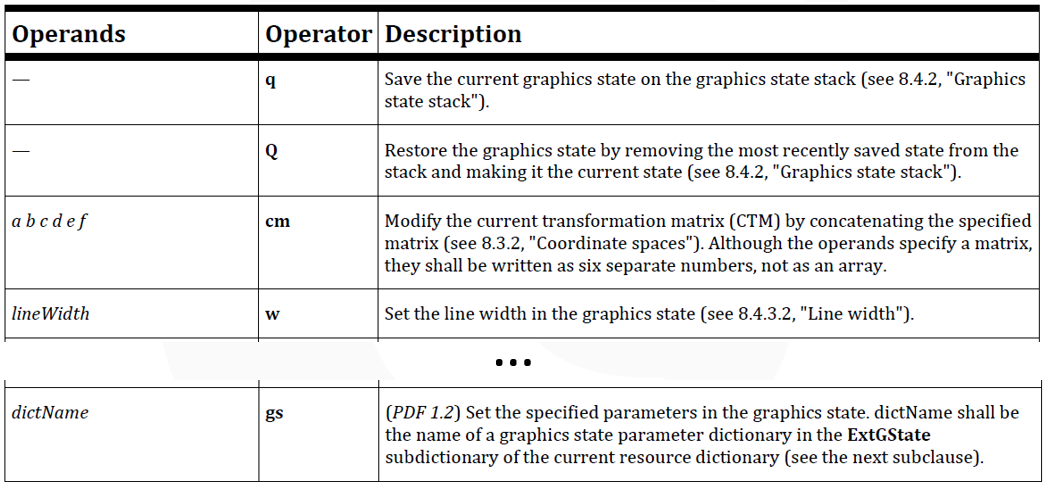 Operands Operator Description
— q Save the current graphics state on the graphics state stack (see 8.4.2, "Graphics
state stack").
— Q Restore the graphics state by removing the most recently saved state from the
stack and making it the current state (see 8.4.2, "Graphics state stack").
a b c d e f cm Modify the current transformation matrix (CTM) by concatenating the specified
matrix (see 8.3.2, "Coordinate spaces"). Although the operands specify a matrix,
they shall be written as six separate numbers, not as an array.
lineWidth w Set the line width in the graphics state (see 8.4.3.2, "Line width").
•••
dictName gs (PDF 1.2) Set the specified parameters in the graphics state. dictName shall be
the name of a graphics state parameter dictionary in the ExtGState
subdictionary of the current resource dictionary (see the next subclause).